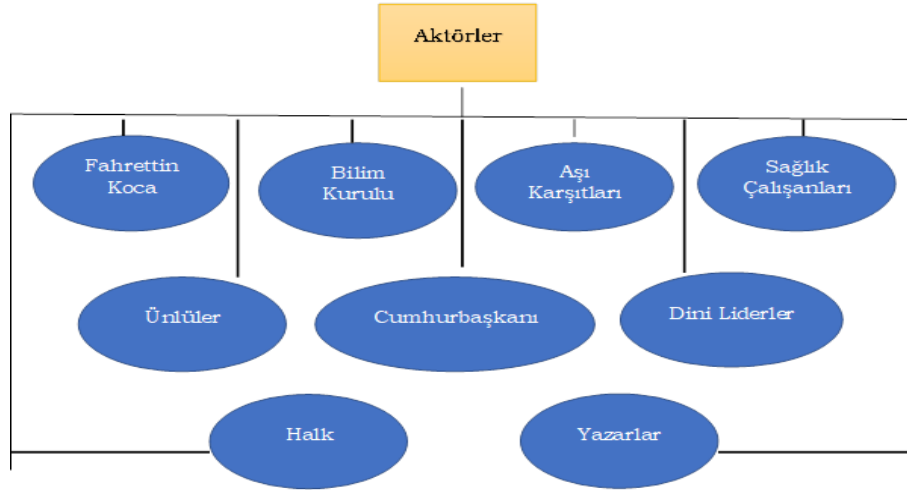 Aktörler
Fahrettin
Koca
Bilim
Kurulu
Aşı
Karşıtları
Sağlık
Çalışanları
Ünlüler
Cumhurbaşkanı
Dini Liderler
Halk
Yazarlar